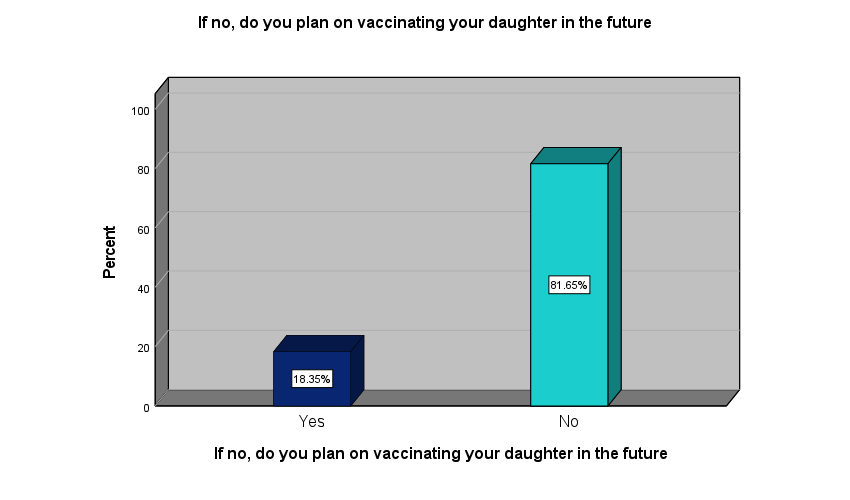 If no, do you plan on vaccinating your daughter in the future
100
80
60
40
20
0
Percent
18.35%
81.65%
Yes
No
If no, do you plan on vaccinating your daughter in the future